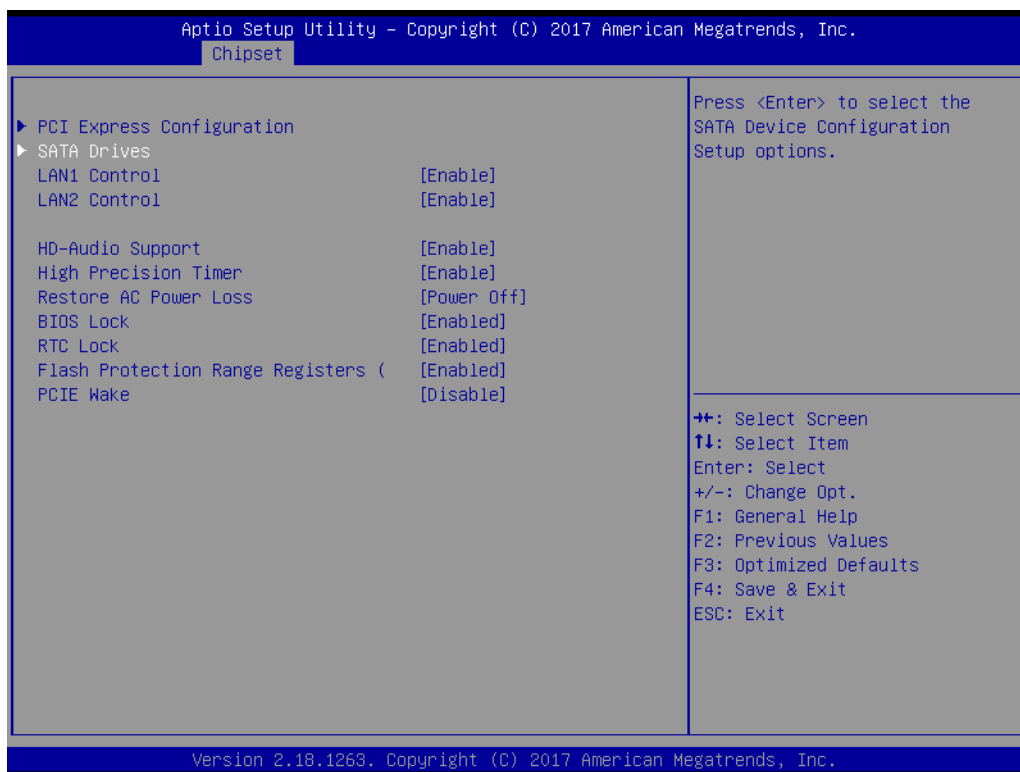 Aptio Setup Utility – Copyright (C) 2017 American Megatrends, Inc.
Chipset
PCI Express Configuration
SATA Drives
LAN1 Control [Enable]
LAN2 Control [Enable]
HD-Audio Support [Enable]
High Precision Timer [Enable]
Restore AC Power Loss [Power Off]
BIOS Lock [Enabled]
RTC Lock [Enabled]
Flash Protection Range Registers ( [Enabled]
PCIE Wake [Disable]
Press <Enter> to select the
SATA Device Configuration
Setup options.
→←: Select Screen
↑↓: Select Item
Enter: Select
+/-: Change Opt.
F1: General Help
F2: Previous Values
F3: Optimized Defaults
F4: Save & Exit
ESC: Exit
Version 2.18.1263. Copyright (C) 2017 American Megatrends, Inc.